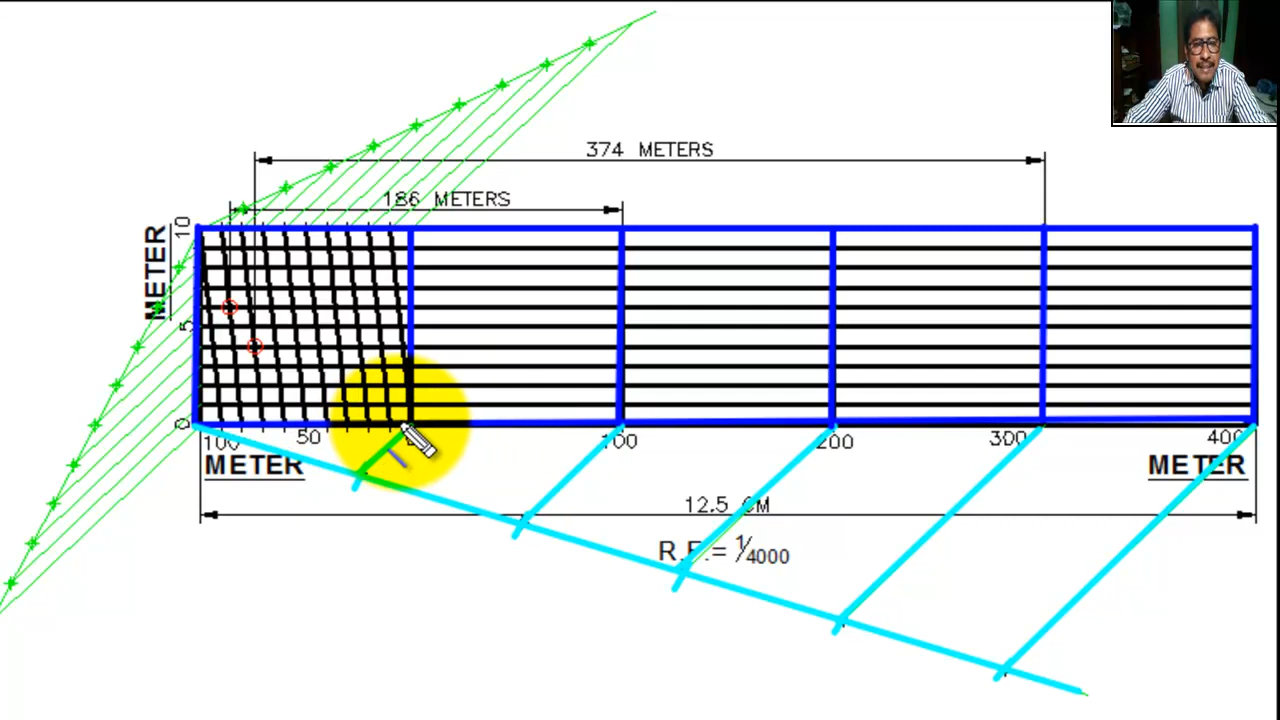 374 METERS
186 METERS
METER
10
5
0
100
50
100
200
300
400
METER
METER
12.5 CM
R.F.= 1/4000